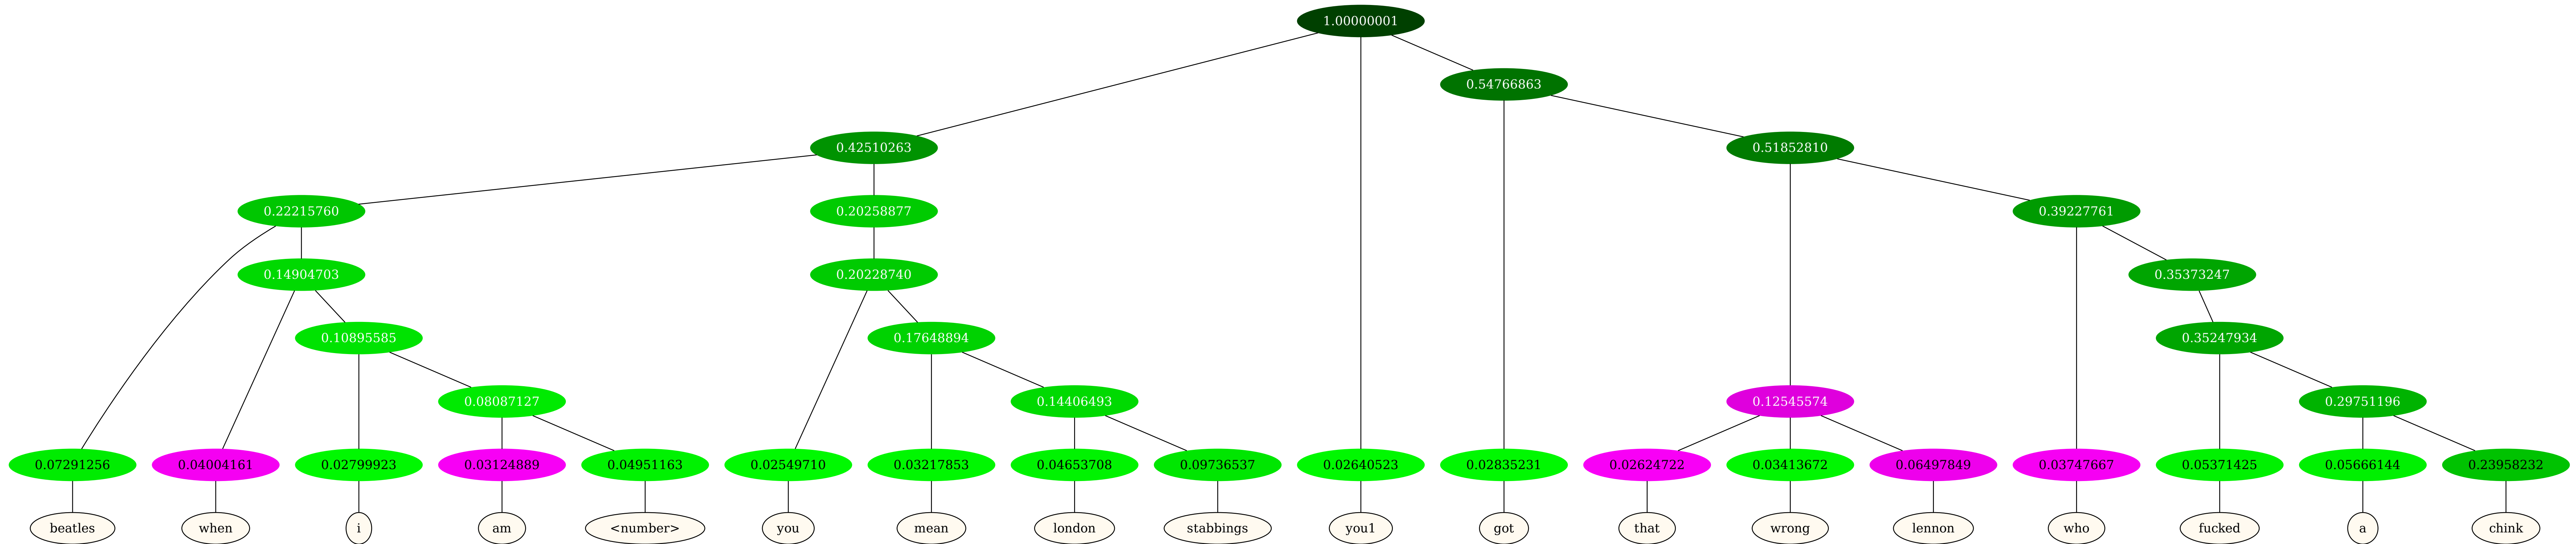 1.00000001
0.54766863
0.42510263 0.51852810
0.22215760 0.20258877 0.39227761
0.14904703 0.20228740 0.35373247
0.10895585 0.17648894 0.35247934
0.08087127 0.14406493 0.12545574 0.29751196
0.07291256 0.04004161 0.02799923 0.03124889 0.04951163 0.02549710 0.03217853 0.04653708 0.09736537 0.02640523 0.02835231 0.02624722 0.03413672 0.06497849 0.03747667 0.05371425 0.05666144 0.23958232
beatles when i am <number> you mean london stabbings you1 got that wrong lennon who fucked a chink